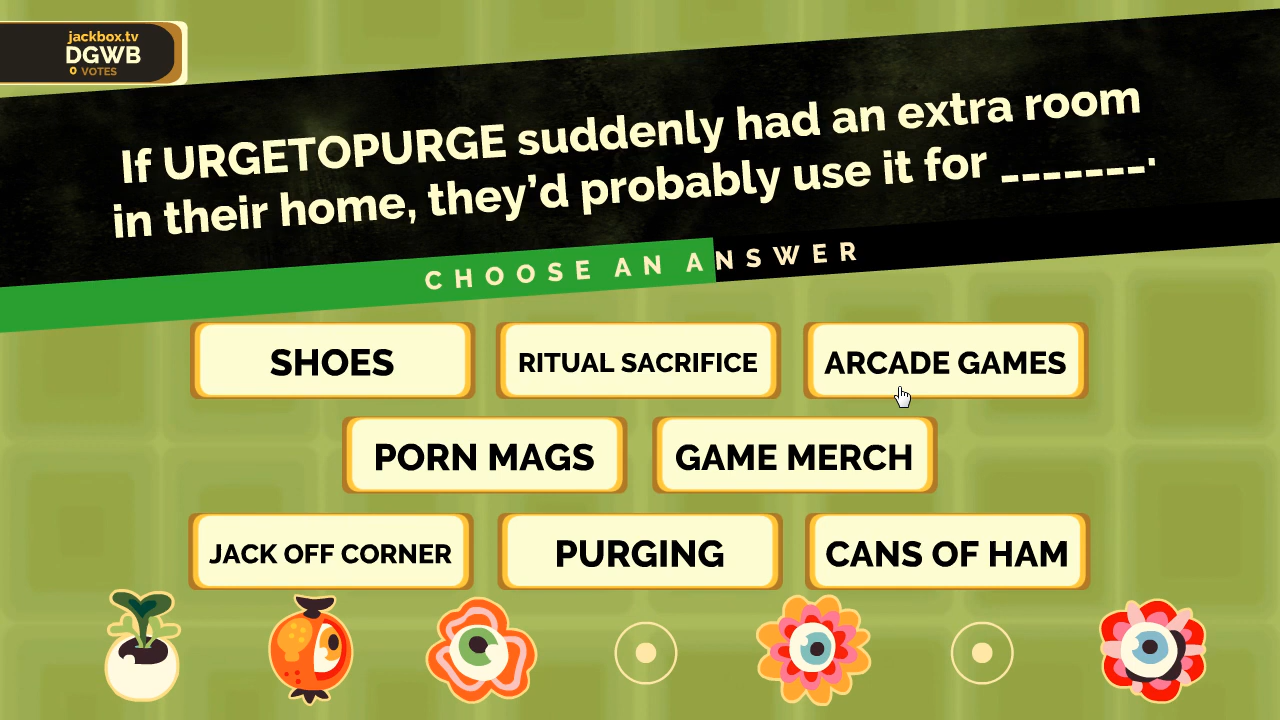 jackbox.tv
DGWB
0 VOTES
If URGETOPURGE suddenly had an extra room
in their home, they’d probably use it for _______.
CHOOSE AN ANSWER
SHOES
RITUAL SACRIFICE
ARCADE GAMES
PORN MAGS
GAME MERCH
JACK OFF CORNER
PURGING
CANS OF HAM